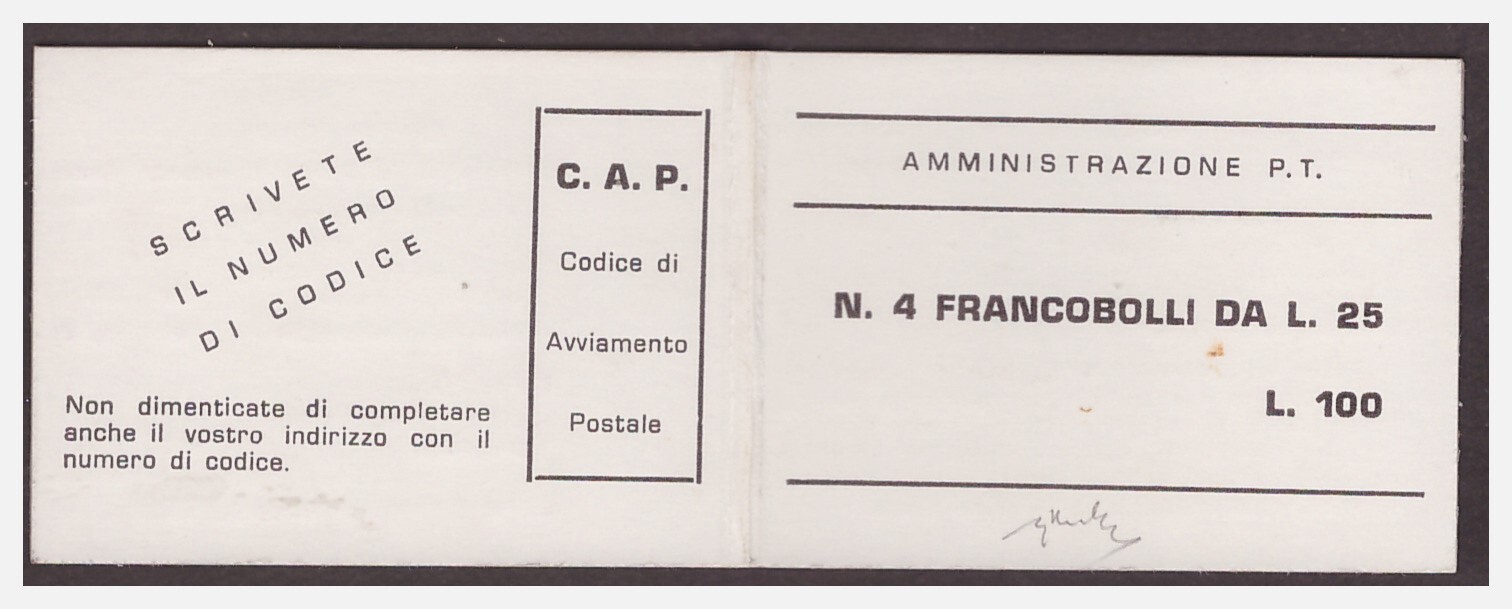 SCRIVETE
IL NUMERO
DI CODICE
Non dimenticate di completare
anche il vostro indirizzo con il
numero di codice.
C. A. P.
Codice di
Avviamento
Postale
AMMINISTRAZIONE P.T.
N. 4 FRANCOBOLLI DA L. 25
L. 100